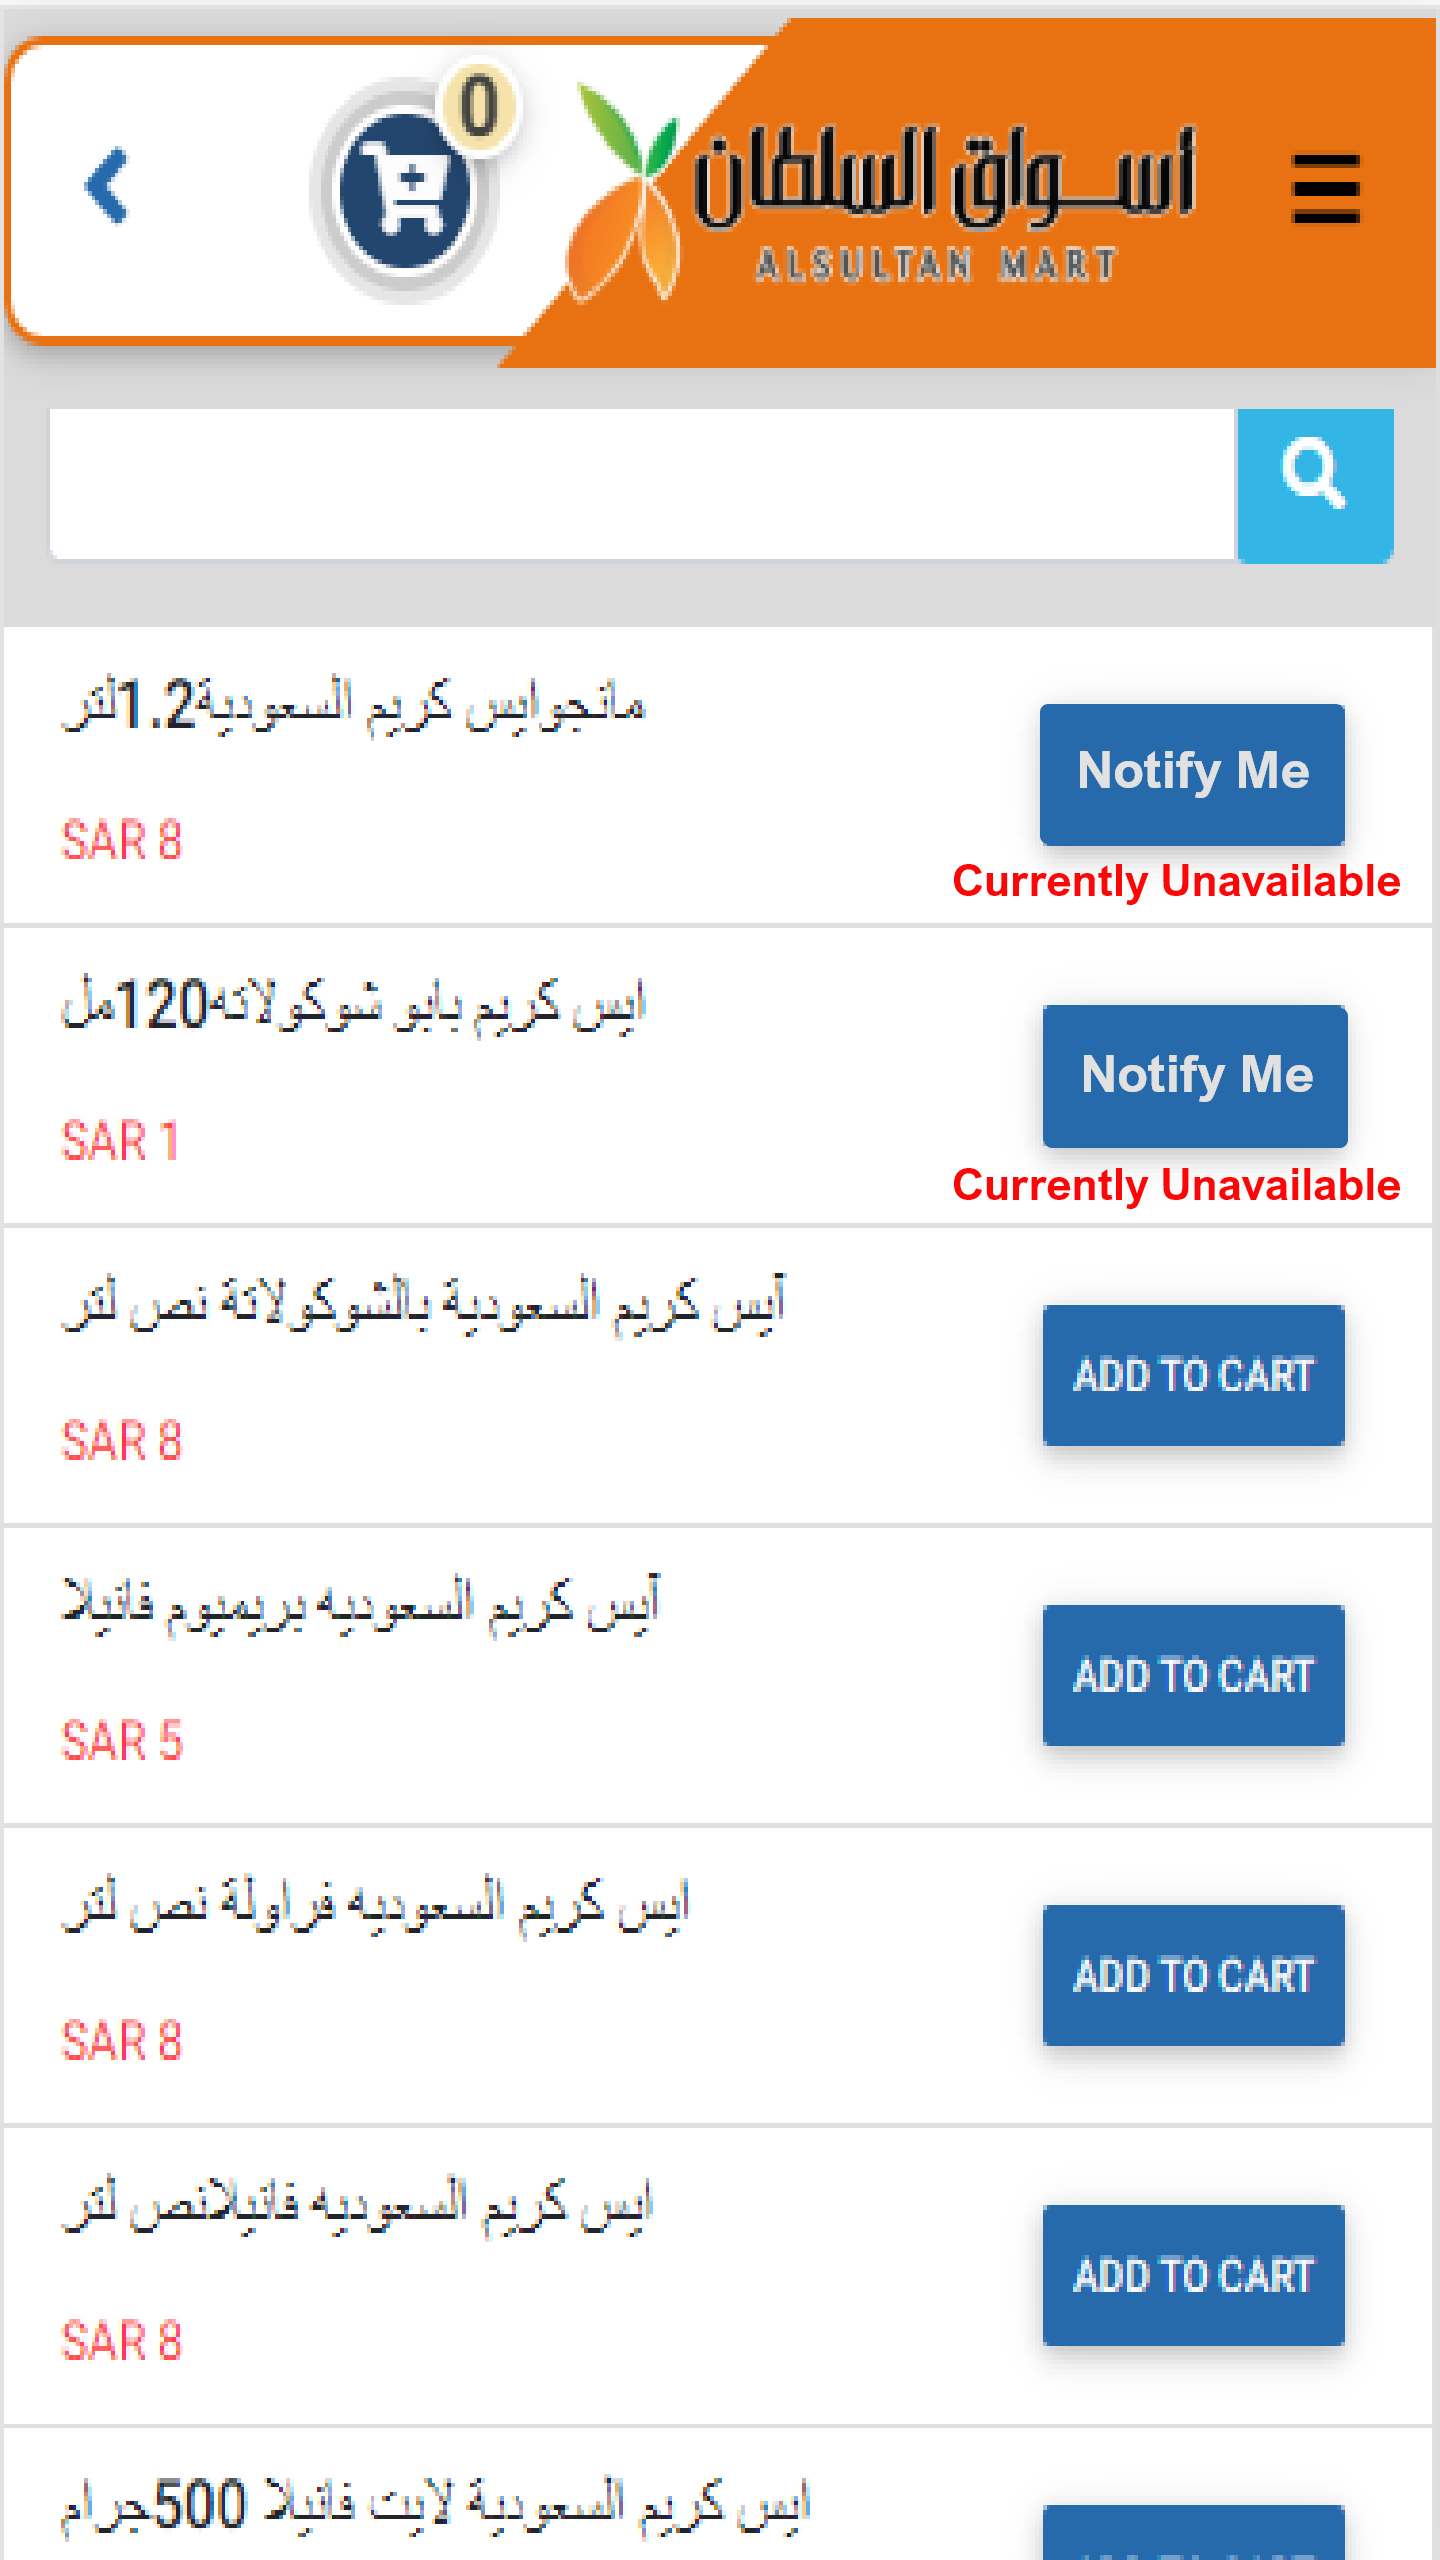 0
أسـواق السلطان
ALSULTAN MART
مانجوايس كريم السعودية1.2لتر
Notify Me
SAR 8
Currently Unavailable
ايس كريم بابو شوكولاته120مل
Notify Me
SAR 1
Currently Unavailable
آيس كريم السعودية بالشوكولاتة نص لتر
ADD TO CART
SAR 8
آيس كريم السعوديه بريميوم فانيلا
ADD TO CART
SAR 5
ايس كريم السعوديه فراولة نص لتر
ADD TO CART
SAR 8
ايس كريم السعوديه فانيلانص لتر
ADD TO CART
SAR 8
ايس كريم السعودية لايت فانيلا 500جرام